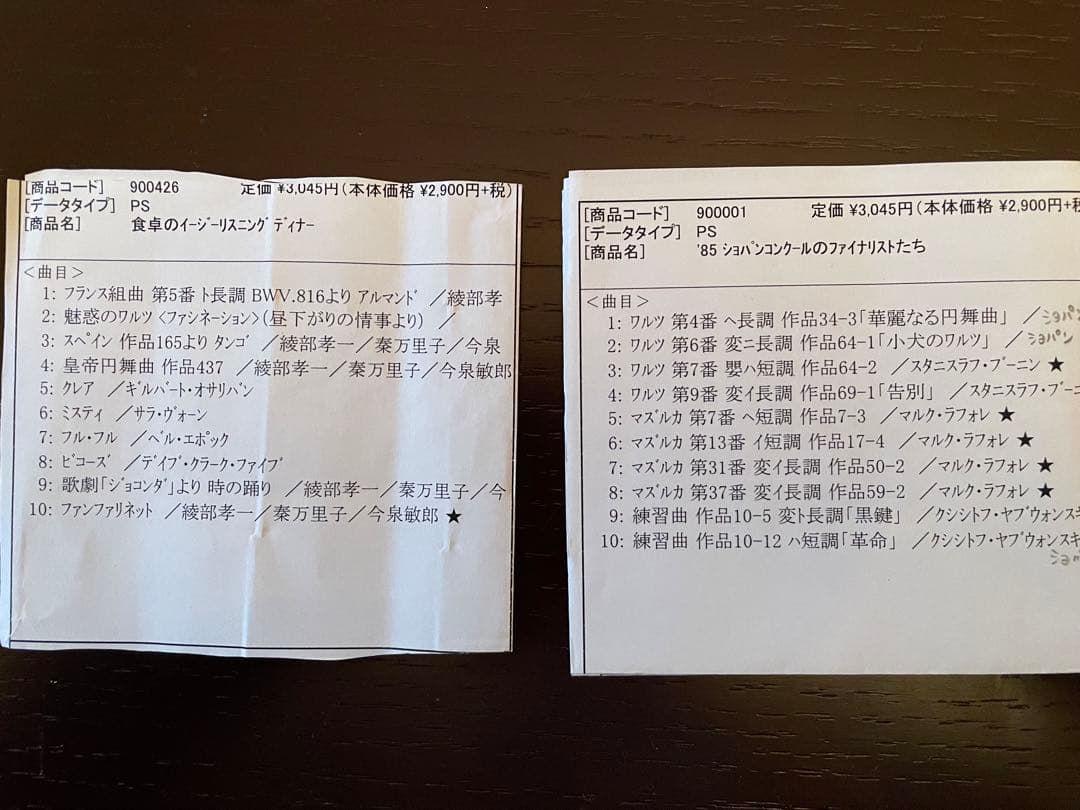 [商品コード] 900426 定価 ¥3,045円(本体価格 ¥2,900円+税)
[データタイプ] PS
[商品名] 食卓のイージーリスニング ディナー
<曲目>
1: フランス組曲 第5番 ト長調 BWV.816より アルマンド ／綾部孝
2: 魅惑のワルツ〈ファシネーション〉(昼下がりの情事より) ／
3: スペイン 作品165より タンゴ ／綾部孝一／秦万里子／今泉
4: 皇帝円舞曲 作品437 ／綾部孝一／秦万里子／今泉敏郎
5: クレア ／ギルバート・オサリバン
6: ミスティ ／サラ・ヴォーン
7: フル・フル ／ベル・エポック
8: ビコーズ ／デイブ・クラーク・ファイブ
9: 歌劇「ジョコンダ」より 時の踊り ／綾部孝一／秦万里子／今
10: ファンファリネット ／綾部孝一／秦万里子／今泉敏郎 ★
[商品コード] 900001 定価 ¥3,045円(本体価格 ¥2,900円+税
[データタイプ] PS
[商品名] '85 ショパンコンクールのファイナリストたち
<曲目>
1: ワルツ 第4番 ヘ長調 作品34-3「華麗なる円舞曲」 ／ショパン
2: ワルツ 第6番 変ニ長調 作品64-1「小犬のワルツ」 ／ショパン
3: ワルツ 第7番 嬰ハ短調 作品64-2 ／スタニスラフ・ブーニン ★
4: ワルツ 第9番 変イ長調 作品69-1「告別」 ／スタニスラフ・ブーニ
5: マズルカ 第7番 ヘ短調 作品7-3 ／マルク・ラフォレ ★
6: マズルカ 第13番 イ短調 作品17-4 ／マルク・ラフォレ ★
7: マズルカ 第31番 変イ長調 作品50-2 ／マルク・ラフォレ ★
8: マズルカ 第37番 変イ長調 作品59-2 ／マルク・ラフォレ ★
9: 練習曲 作品10-5 変ト長調「黒鍵」 ／クシシトフ・ヤブウォンスキ
10: 練習曲 作品10-12 ハ短調「革命」 ／クシシトフ・ヤブウォンスキ